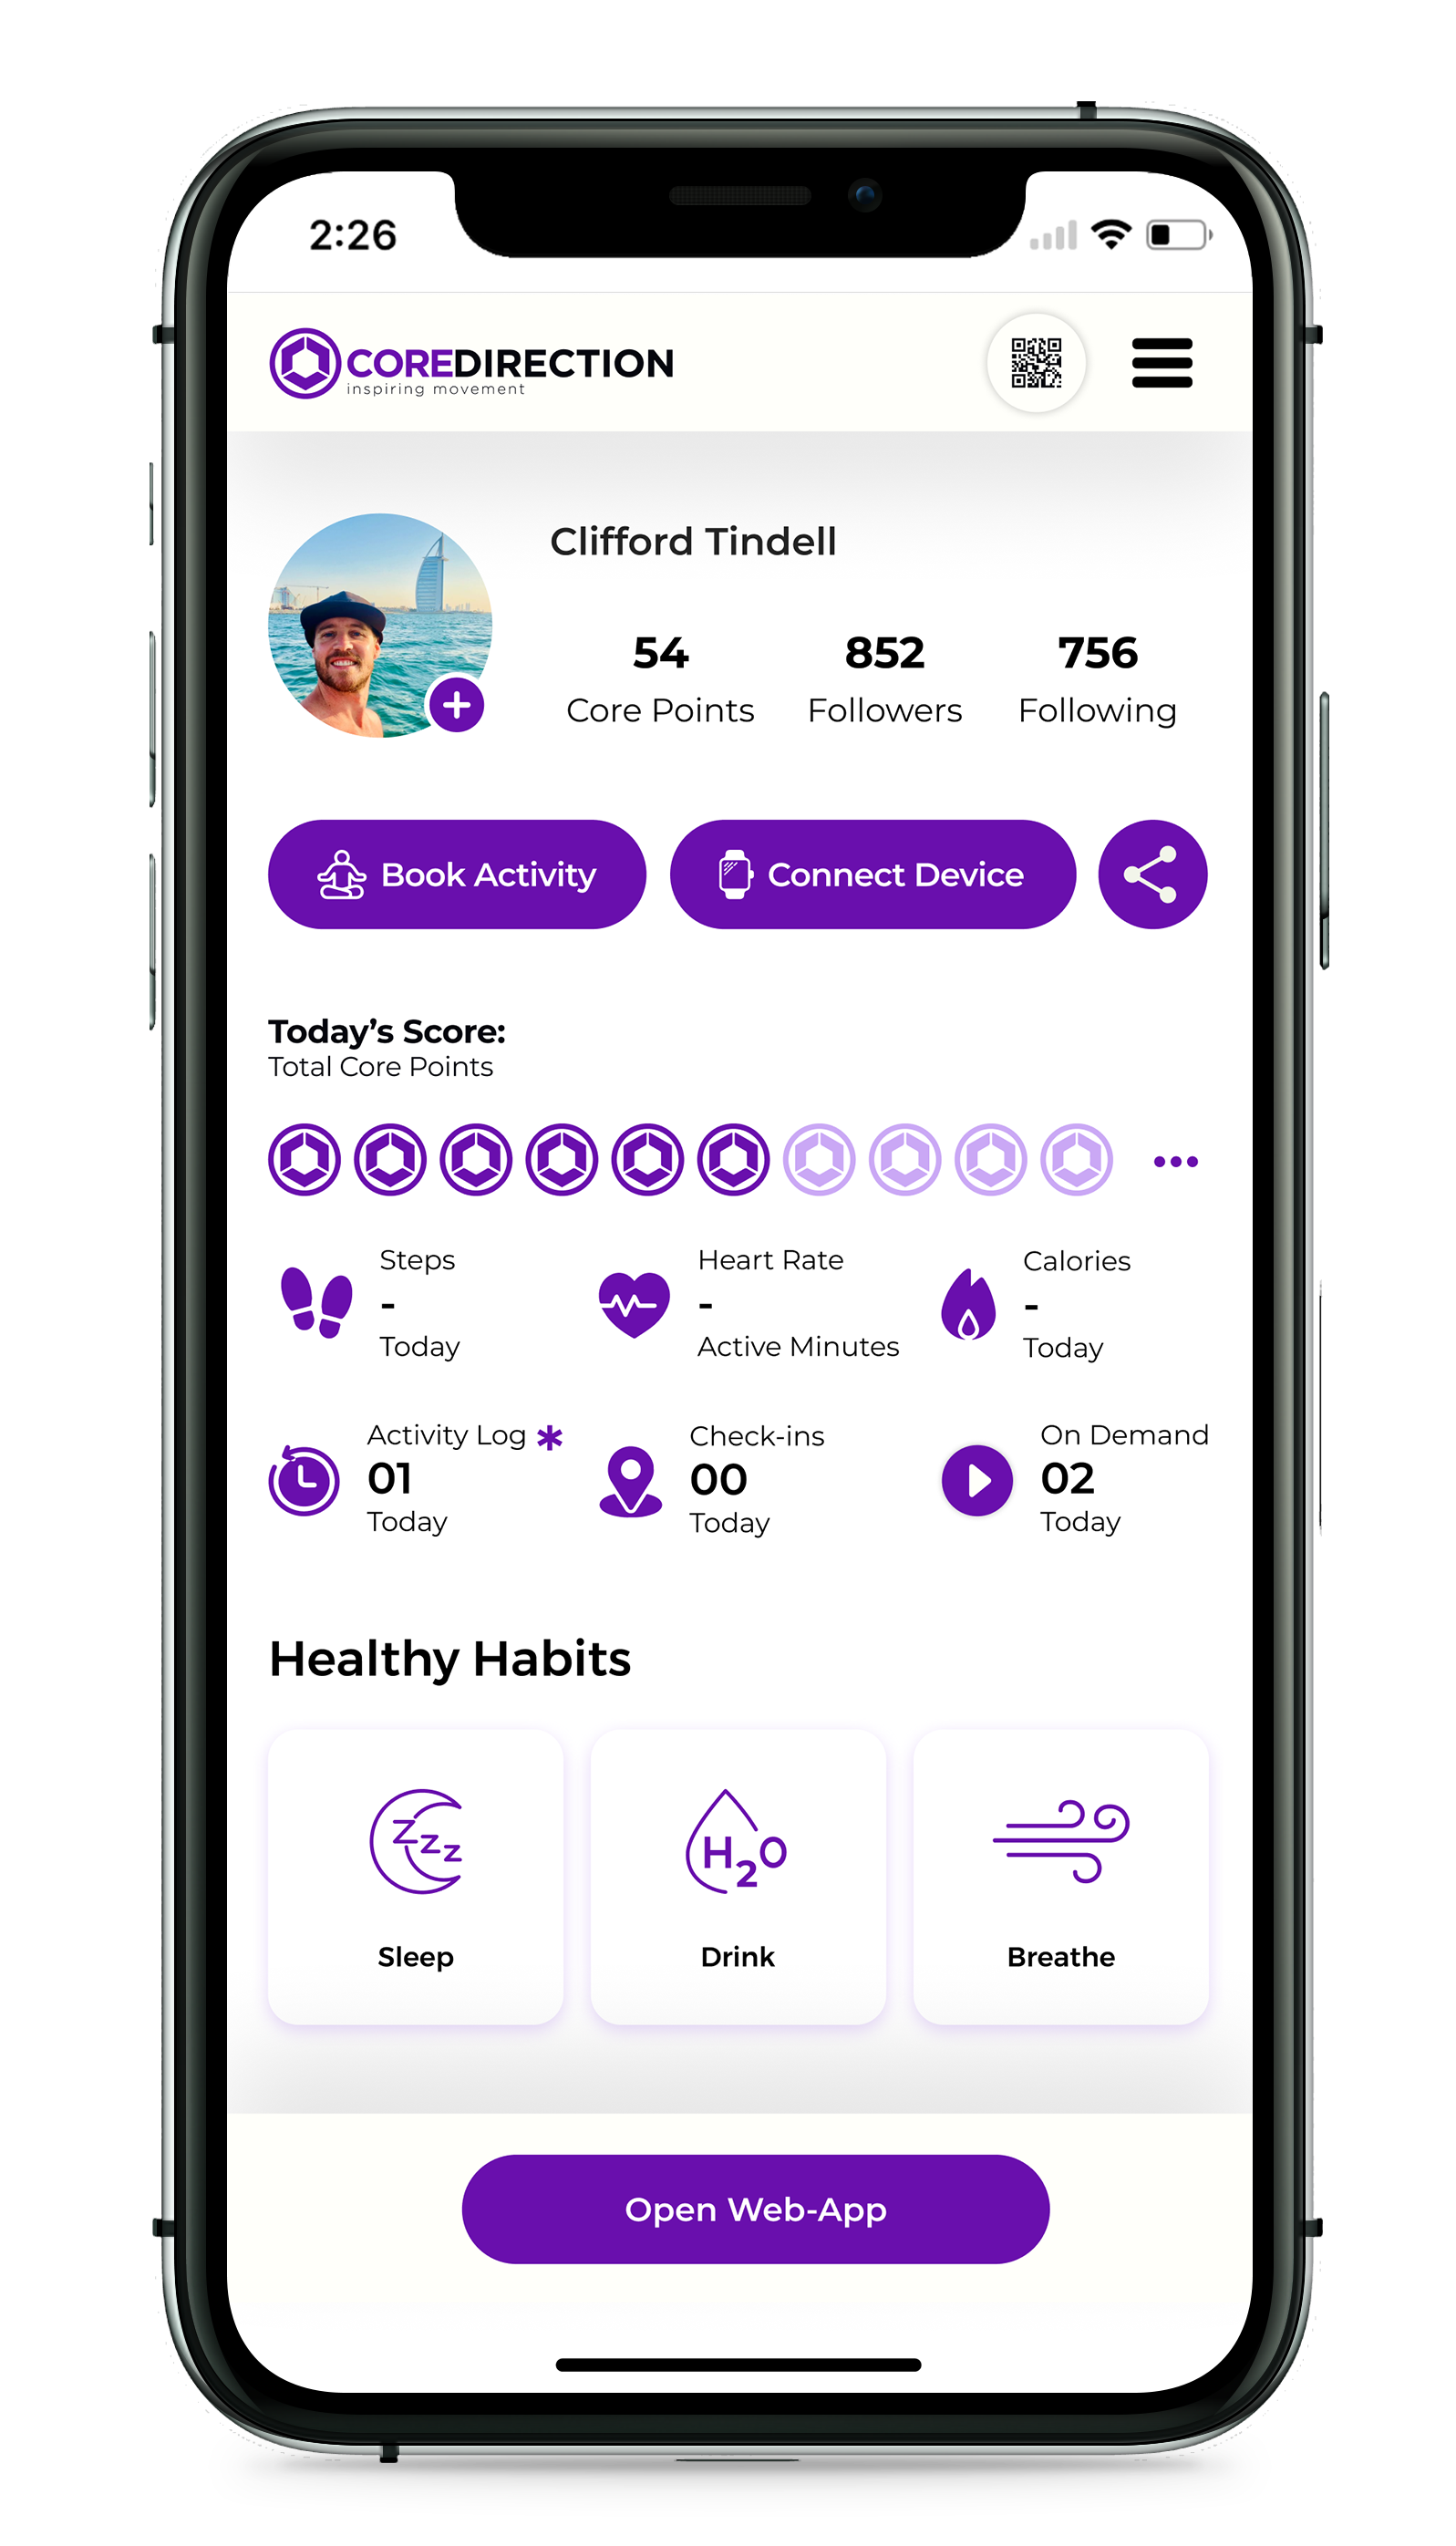 2:26
COREDIRECTION
inspiring movement
Clifford Tindell
54 852 756
Core Points Followers Following
Book Activity Connect Device
Today’s Score:
Total Core Points
Steps Heart Rate Calories
- - -
Today Active Minutes Today
Activity Log * Check-ins On Demand
01 00 02
Today Today Today
Healthy Habits
Zzz H2O
Sleep Drink Breathe
Open Web-App